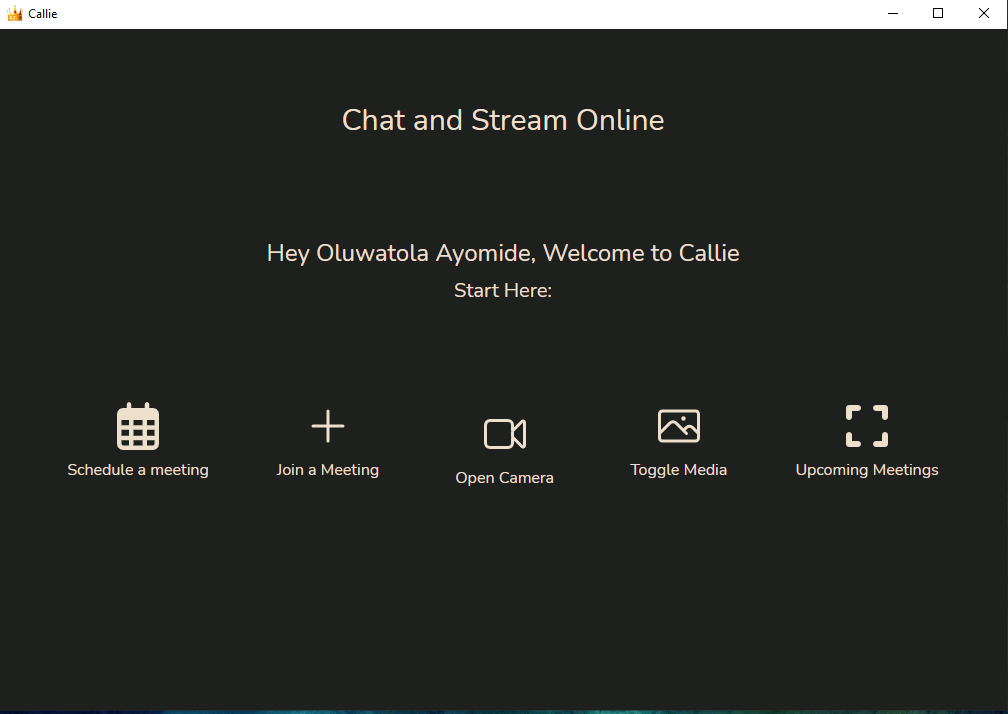 Callie
Chat and Stream Online
Hey Oluwatola Ayomide, Welcome to Callie
Start Here:
Schedule a meeting
Join a Meeting
Open Camera
Toggle Media
Upcoming Meetings